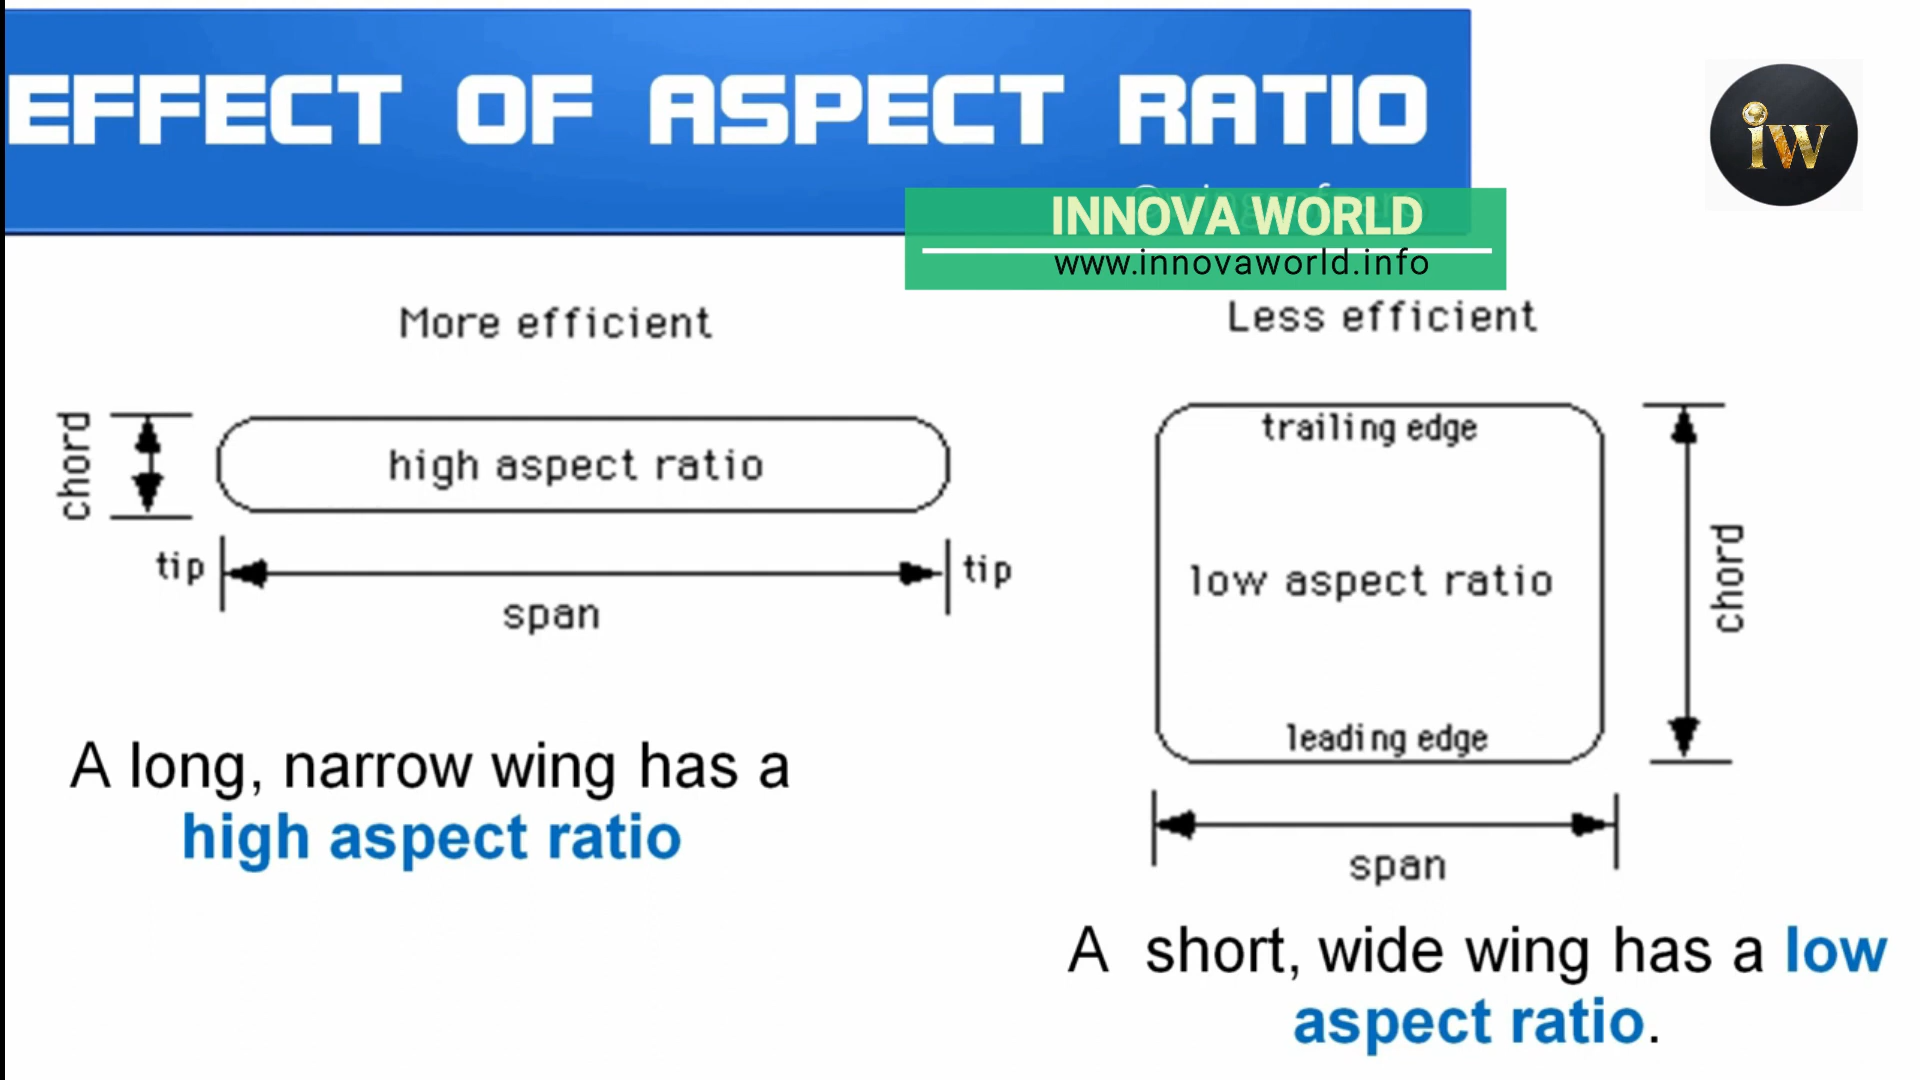 EFFECT OF ASPECT RATIO
iW
INNOVA WORLD
www.innovaworld.info
More efficient
Less efficient
chord
high aspect ratio
tip
tip
span
trailing edge
low aspect ratio
leading edge
chord
span
A long, narrow wing has a
high aspect ratio
A short, wide wing has a low
aspect ratio.